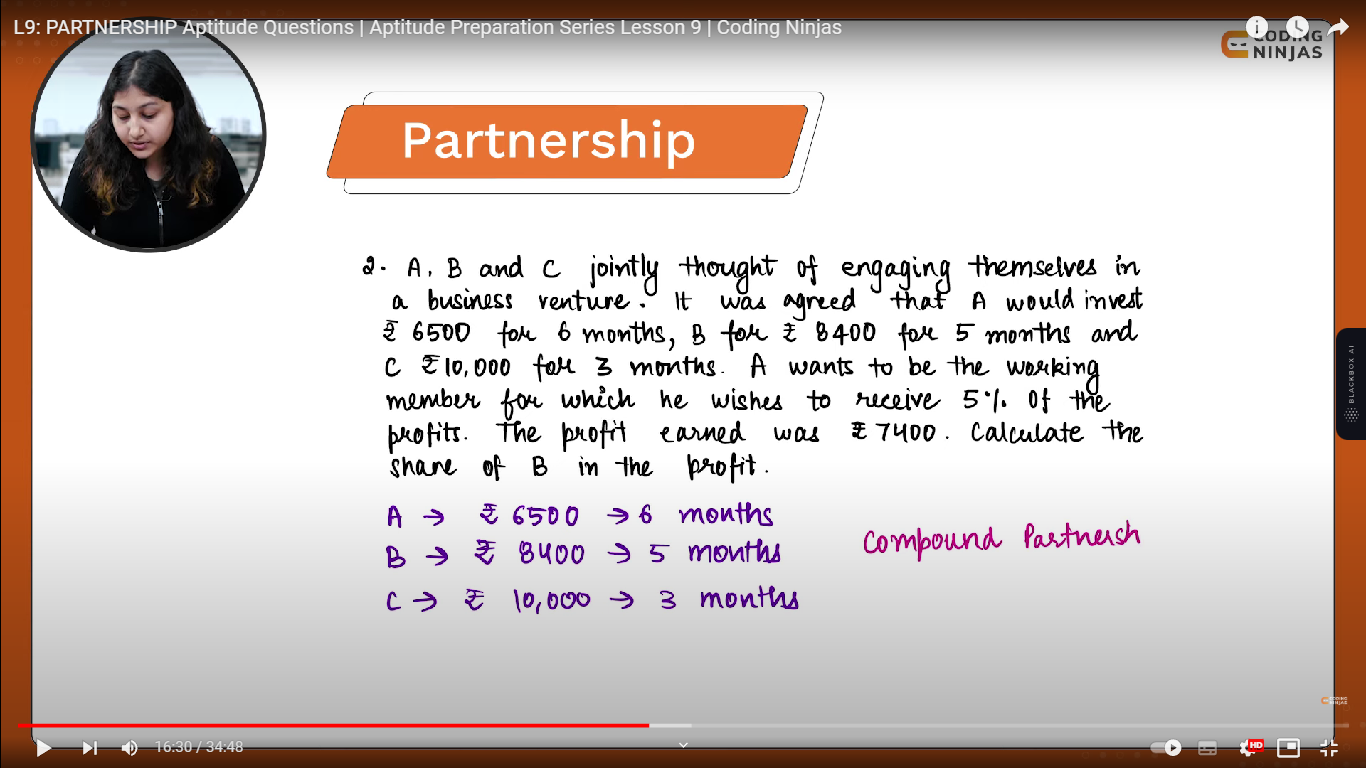 L9: PARTNERSHIP Aptitude Questions | Aptitude Preparation Series Lesson 9 | Coding Ninjas
CODING
NINJAS
Partnership
2. A, B and C jointly thought of engaging themselves in
a business venture. It was agreed that A would invest
₹ 6500 for 6 months, B for ₹ 8400 for 5 months and
C ₹10,000 for 3 months. A wants to be the working
member for which he wishes to receive 5% of the
profits. The profit earned was ₹7400. Calculate the
share of B in the profit.
A → ₹ 6500 → 6 months
B → ₹ 8400 → 5 months
C → ₹ 10,000 → 3 months
Compound Partnersh
BLACKBOX AI
CODING
NINJAS
16:30 / 34:48
HD